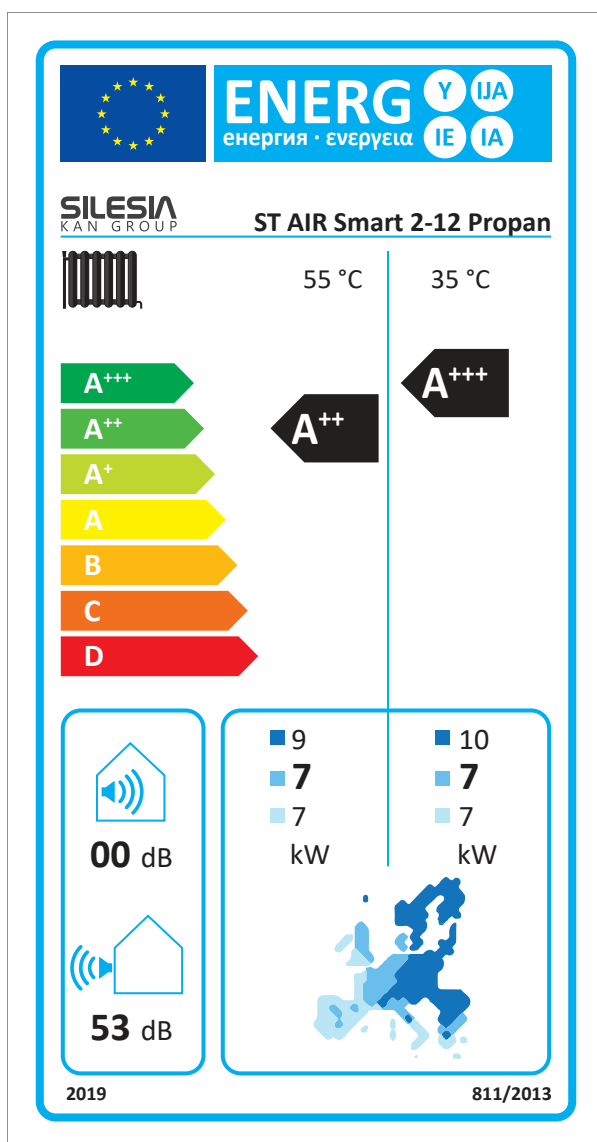 ENERG Y IJA
енергия · ενεργεια IE IA
SILESIA
KAN GROUP
ST AIR Smart 2-12 Propan
55 °C 35 °C
A+++
A++
A+
A
B
C
D
A++
A+++
00 dB
53 dB
9 10
7 7
7 7
kW kW
2019 811/2013